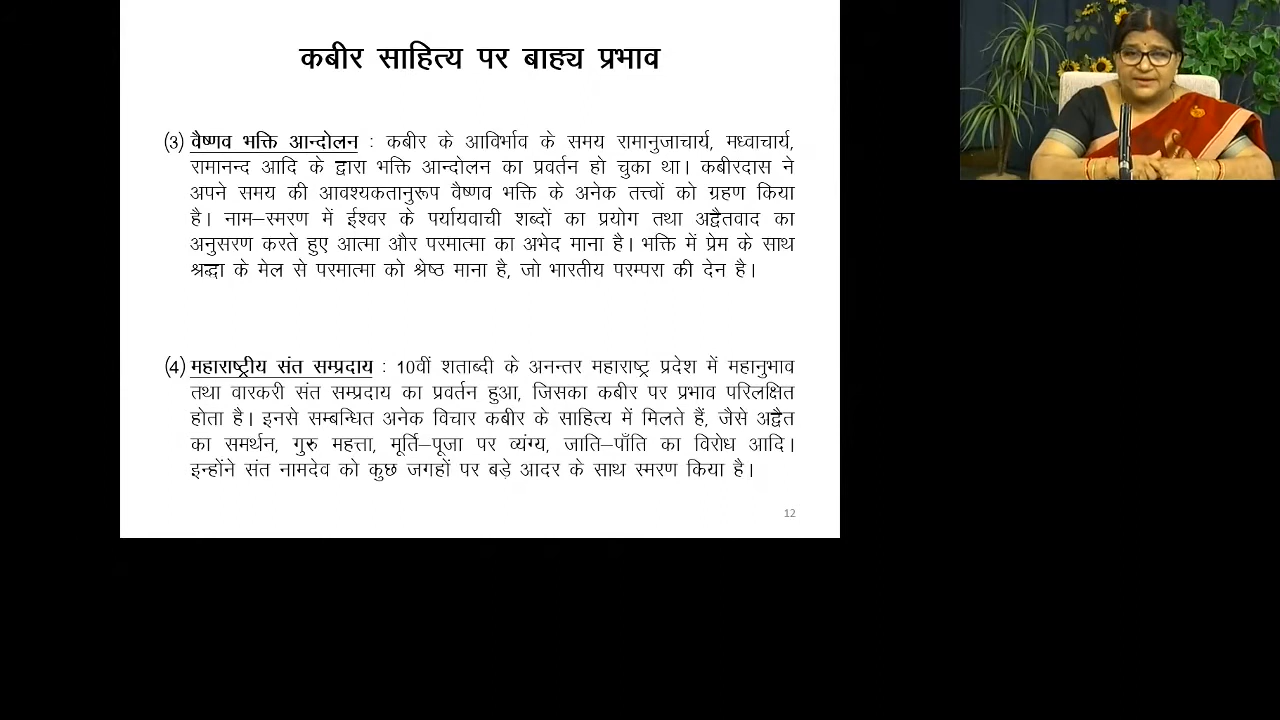 कबीर साहित्य पर बाह्य प्रभाव
(3) वैष्णव भक्ति आन्दोलन : कबीर के आविर्भाव के समय रामानुजाचार्य, मध्वाचार्य,
रामानन्द आदि के द्वारा भक्ति आन्दोलन का प्रवर्तन हो चुका था। कबीरदास ने
अपने समय की आवश्यकतानुरूप वैष्णव भक्ति के अनेक तत्त्वों को ग्रहण किया
है। नाम–स्मरण में ईश्वर के पर्यायवाची शब्दों का प्रयोग तथा अद्वैतवाद का
अनुसरण करते हुए आत्मा और परमात्मा का अभेद माना है। भक्ति में प्रेम के साथ
श्रद्धा के मेल से परमात्मा को श्रेष्ठ माना है, जो भारतीय परम्परा की देन है।
(4) महाराष्ट्रीय संत सम्प्रदाय : 10वीं शताब्दी के अनन्तर महाराष्ट्र प्रदेश में महानुभाव
तथा वारकरी संत सम्प्रदाय का प्रवर्तन हुआ, जिसका कबीर पर प्रभाव परिलक्षित
होता है। इनसे सम्बन्धित अनेक विचार कबीर के साहित्य में मिलते हैं, जैसे अद्वैत
का समर्थन, गुरु महत्ता, मूर्ति–पूजा पर व्यंग्य, जाति–पाँति का विरोध आदि।
इन्होंने संत नामदेव को कुछ जगहों पर बड़े आदर के साथ स्मरण किया है।
12